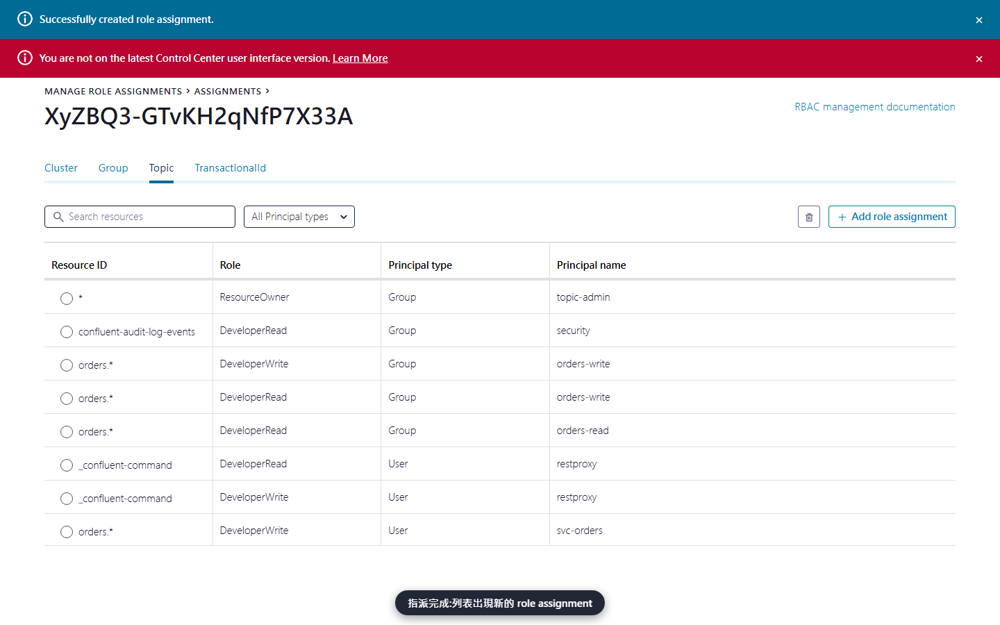 Successfully created role assignment.
You are not on the latest Control Center user interface version. Learn More
MANAGE ROLE ASSIGNMENTS > ASSIGNMENTS >
XyZBQ3-GTvKH2qNfP7X33A
RBAC management documentation
Cluster Group Topic TransactionalId
Search resources All Principal types + Add role assignment
Resource ID Role Principal type Principal name
* ResourceOwner Group topic-admin
confluent-audit-log-events DeveloperRead Group security
orders.* DeveloperWrite Group orders-write
orders.* DeveloperRead Group orders-write
orders.* DeveloperRead Group orders-read
_confluent-command DeveloperRead User restproxy
_confluent-command DeveloperWrite User restproxy
orders.* DeveloperWrite User svc-orders
指派完成:列表出現新的 role assignment